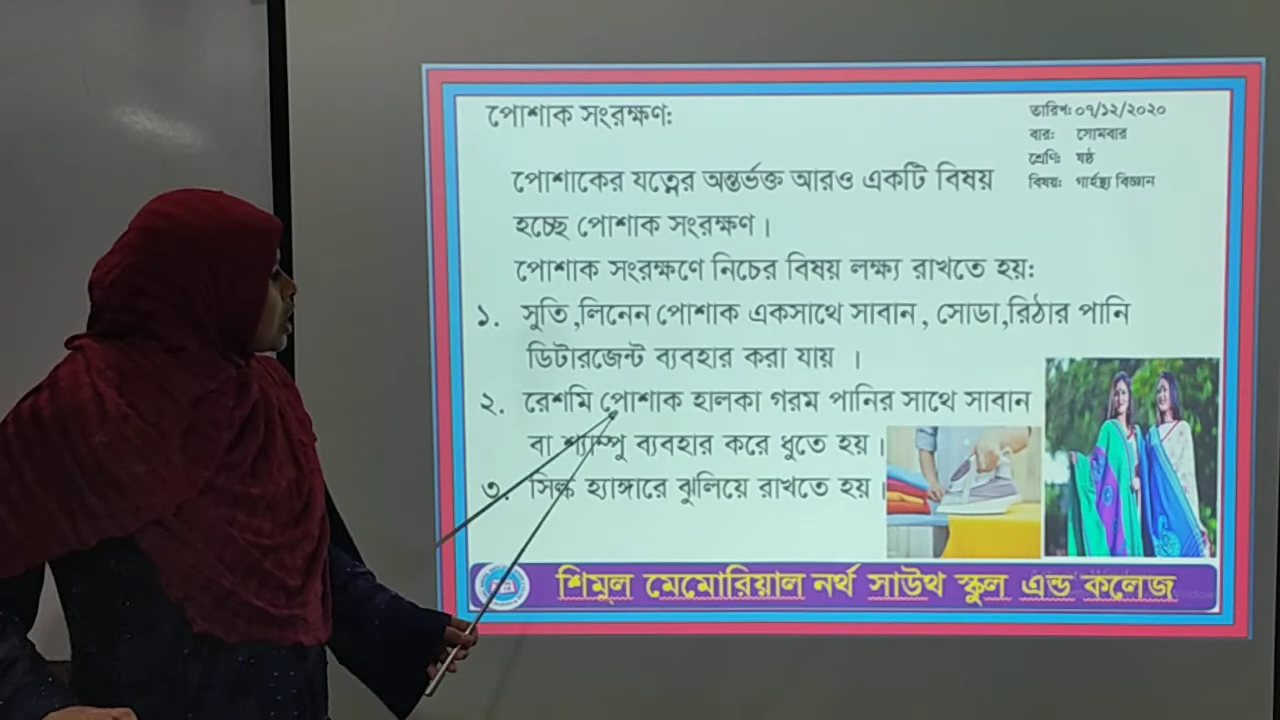 পোশাক সংরক্ষণ:
তারিখ: ০৭/১২/২০২০
বার: সোমবার
শ্রেণি: ষষ্ঠ
বিষয়: গার্হস্থ্য বিজ্ঞান
পোশাকের যত্নের অন্তর্ভক্ত আরও একটি বিষয়
হচ্ছে পোশাক সংরক্ষণ।
পোশাক সংরক্ষণে নিচের বিষয় লক্ষ্য রাখতে হয়:
১. সুতি ,লিনেন পোশাক একসাথে সাবান, সোডা,রিঠার পানি
ডিটারজেন্ট ব্যবহার করা যায় ।
২. রেশমি পোশাক হালকা গরম পানির সাথে সাবান
বা শ্যাম্পু ব্যবহার করে ধুতে হয়।
৩. সিল্ক হ্যাঙ্গারে ঝুলিয়ে রাখতে হয়।
শিমুল মেমোরিয়াল নর্থ সাউথ স্কুল এন্ড কলেজ